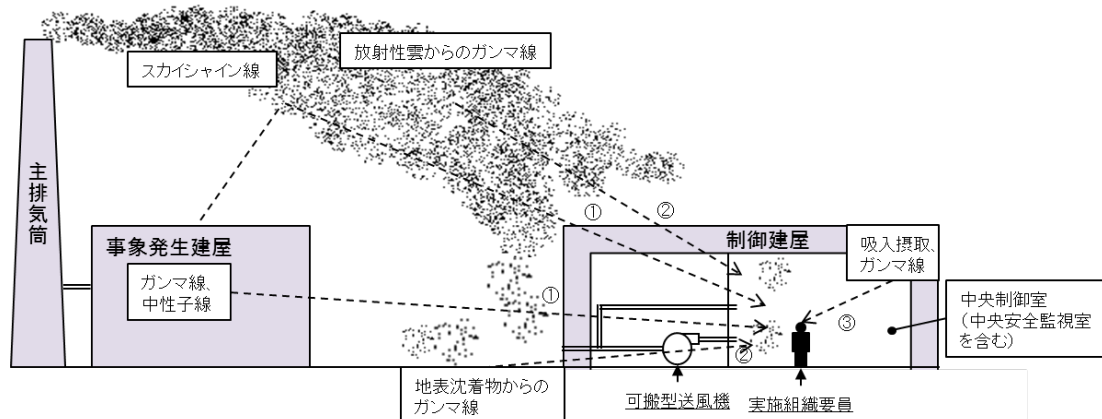 スカイシャイン線
放射性雲からのガンマ線
主排気筒
事象発生建屋
ガンマ線、
中性子線
①
②
①
制御建屋
吸入摂取、
ガンマ線
③
中央制御室
（中央安全監視室
を含む）
②
地表沈着物からの
ガンマ線
可搬型送風機
実施組織要員